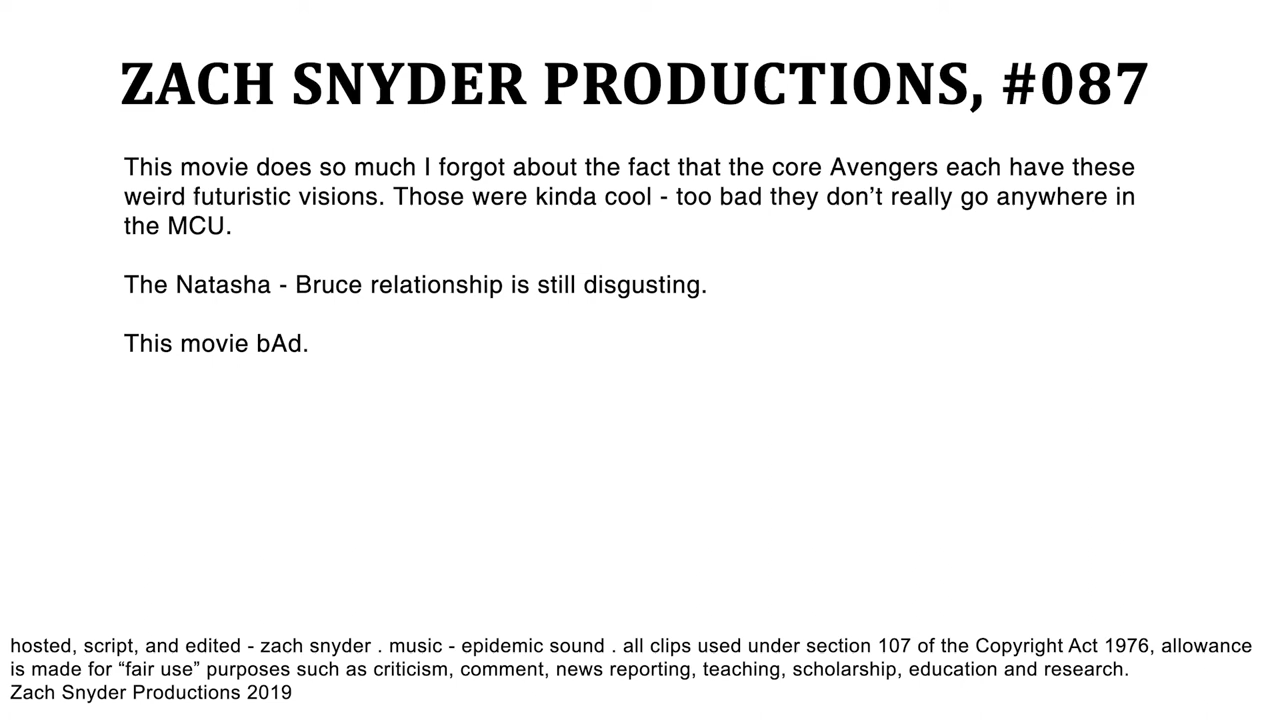 ZACH SNYDER PRODUCTIONS, #087
This movie does so much I forgot about the fact that the core Avengers each have these
weird futuristic visions. Those were kinda cool - too bad they don’t really go anywhere in
the MCU.
The Natasha - Bruce relationship is still disgusting.
This movie bAd.
hosted, script, and edited - zach snyder . music - epidemic sound . all clips used under section 107 of the Copyright Act 1976, allowance
is made for “fair use” purposes such as criticism, comment, news reporting, teaching, scholarship, education and research.
Zach Snyder Productions 2019